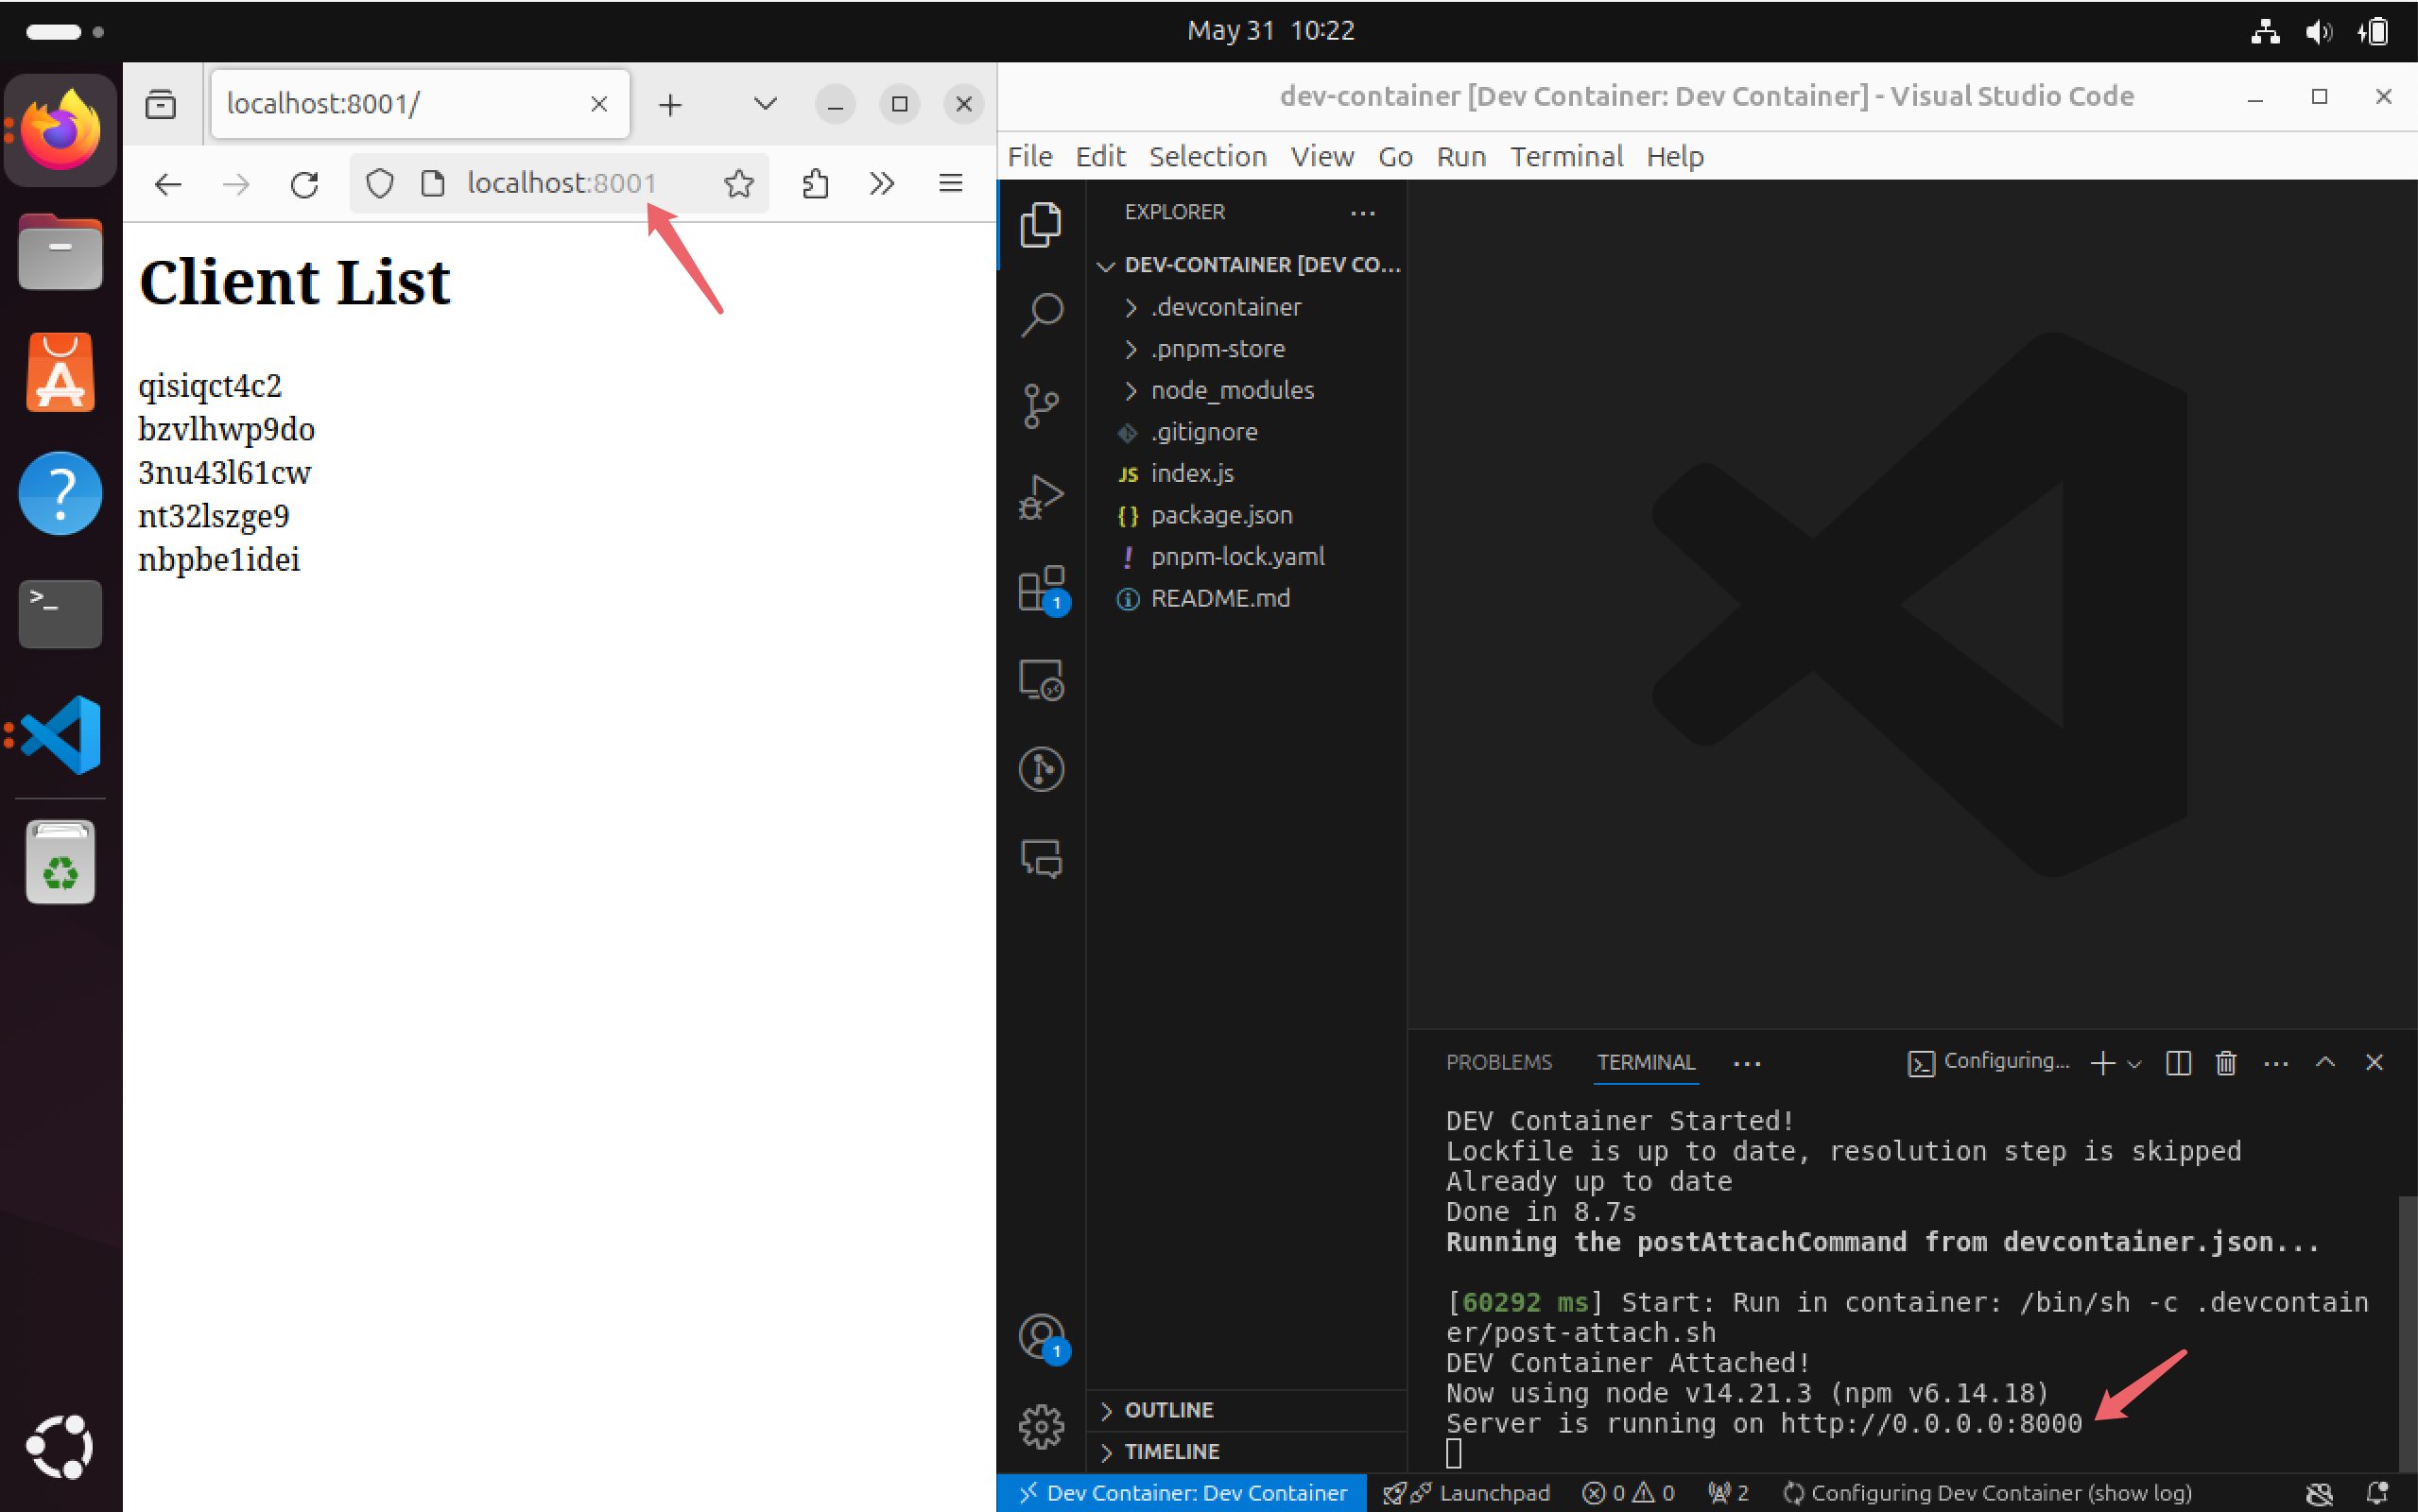 May 31 10:22
localhost:8001/
localhost:8001
Client List
qisiqct4c2
bzvlhwp9do
3nu43l61cw
nt32lszge9
nbpbe1idei
dev-container [Dev Container: Dev Container] - Visual Studio Code
File Edit Selection View Go Run Terminal Help
EXPLORER
DEV-CONTAINER [DEV CO...
.devcontainer
.pnpm-store
node_modules
.gitignore
JS index.js
{} package.json
! pnpm-lock.yaml
README.md
1
1
OUTLINE
TIMELINE
PROBLEMS TERMINAL ... Configuring...
DEV Container Started!
Lockfile is up to date, resolution step is skipped
Already up to date
Done in 8.7s
Running the postAttachCommand from devcontainer.json...
[60292 ms] Start: Run in container: /bin/sh -c .devcontain
er/post-attach.sh
DEV Container Attached!
Now using node v14.21.3 (npm v6.14.18)
Server is running on http://0.0.0.0:8000
Dev Container: Dev Container Launchpad 0 0 2 Configuring Dev Container (show log)